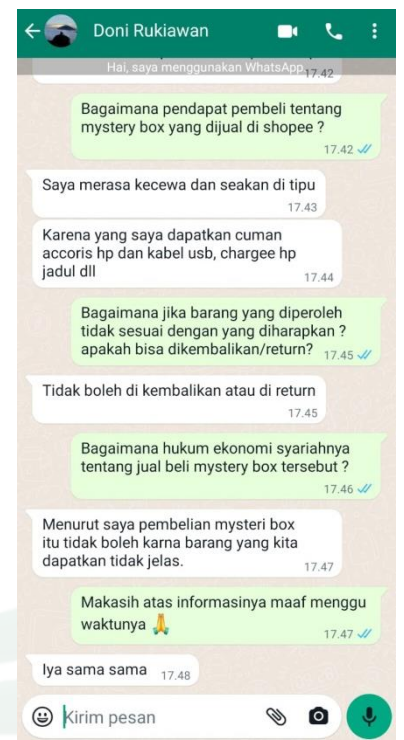 Doni Rukiawan
Hai, saya menggunakan WhatsApp.
17.42
Bagaimana pendapat pembeli tentang
mystery box yang dijual di shopee ?
17.42
Saya merasa kecewa dan seakan di tipu
17.43
Karena yang saya dapatkan cuman
accoris hp dan kabel usb, chargee hp
jadul dll
17.44
Bagaimana jika barang yang diperoleh
tidak sesuai dengan yang diharapkan ?
apakah bisa dikembalikan/return? 17.45
Tidak boleh di kembalikan atau di return
17.45
Bagaimana hukum ekonomi syariahnya
tentang jual beli mystery box tersebut ?
17.46
Menurut saya pembelian mysteri box
itu tidak boleh karna barang yang kita
dapatkan tidak jelas.
17.47
Makasih atas informasinya maaf menggu
waktunya 🙏
17.47
Iya sama sama 17.48
Kirim pesan